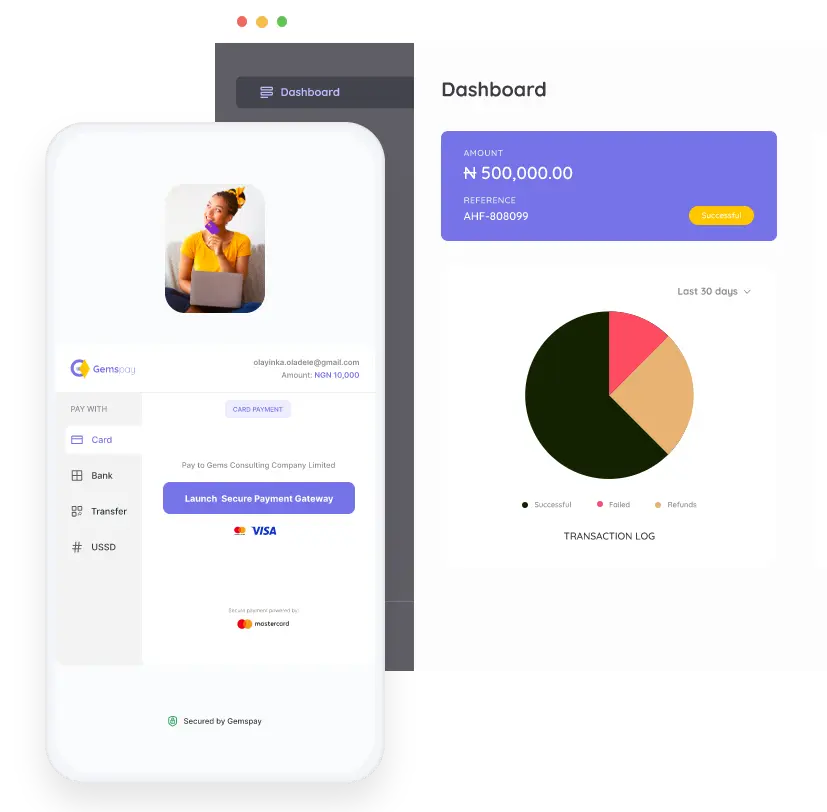 Dashboard
Dashboard
AMOUNT
₦ 500,000.00
REFERENCE
AHF-808099
Successful
Last 30 days
Successful
Failed
Refunds
TRANSACTION LOG
Gemspay
olayinka.oladele@gmail.com
Amount: NGN 10,000
PAY WITH
Card
Bank
Transfer
USSD
CARD PAYMENT
Pay to Gems Consulting Company Limited
Launch Secure Payment Gateway
VISA
Secure payment powered by
mastercard
Secured by Gemspay